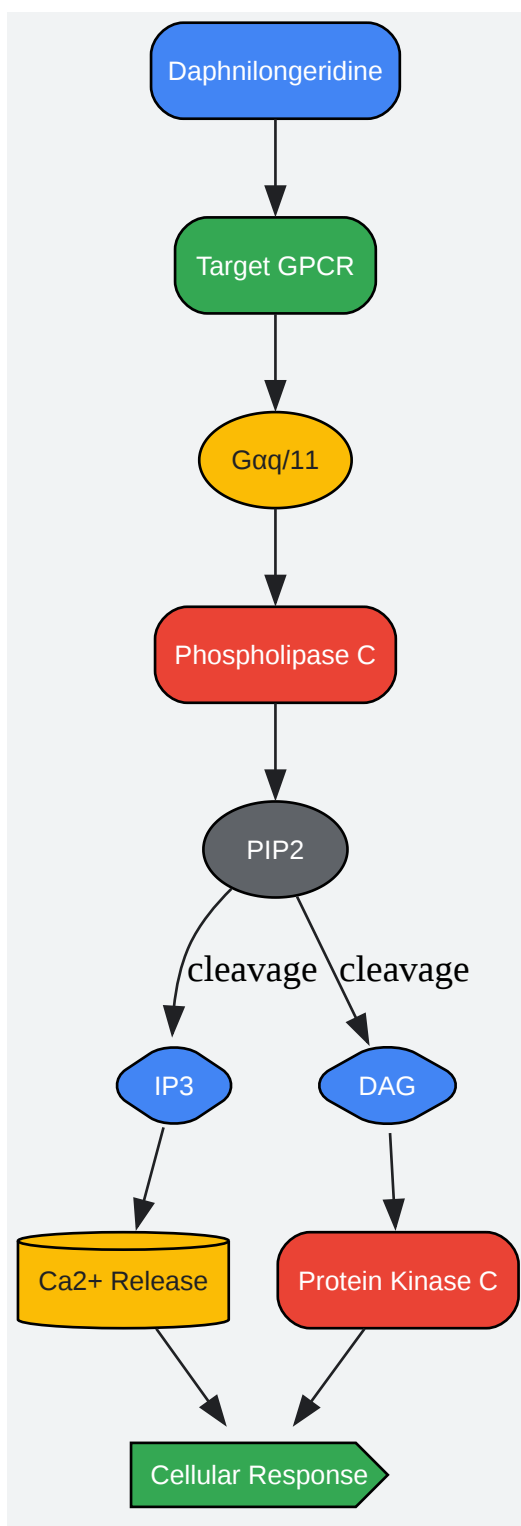 Daphnilongeridine
Target GPCR
Gαq/11
Phospholipase C
PIP2
cleavage cleavage
IP3 DAG
Ca2+ Release Protein Kinase C
Cellular Response